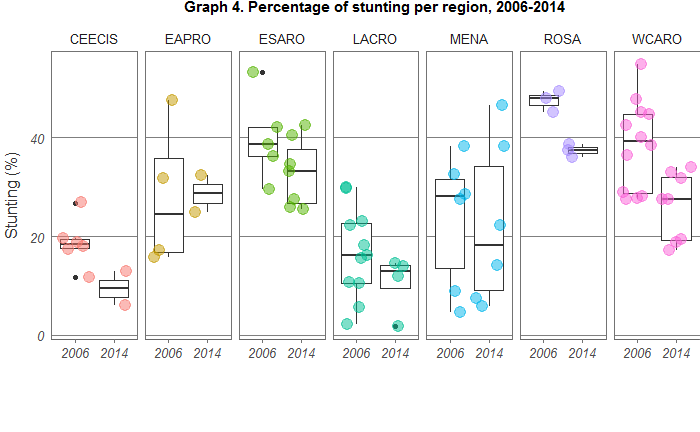 Graph 4. Percentage of stunting per region, 2006-2014
CEECIS EAPRO ESARO LACRO MENA ROSA WCARO
Stunting (%)
40
20
0
2006 2014 2006 2014 2006 2014 2006 2014 2006 2014 2006 2014 2006 2014